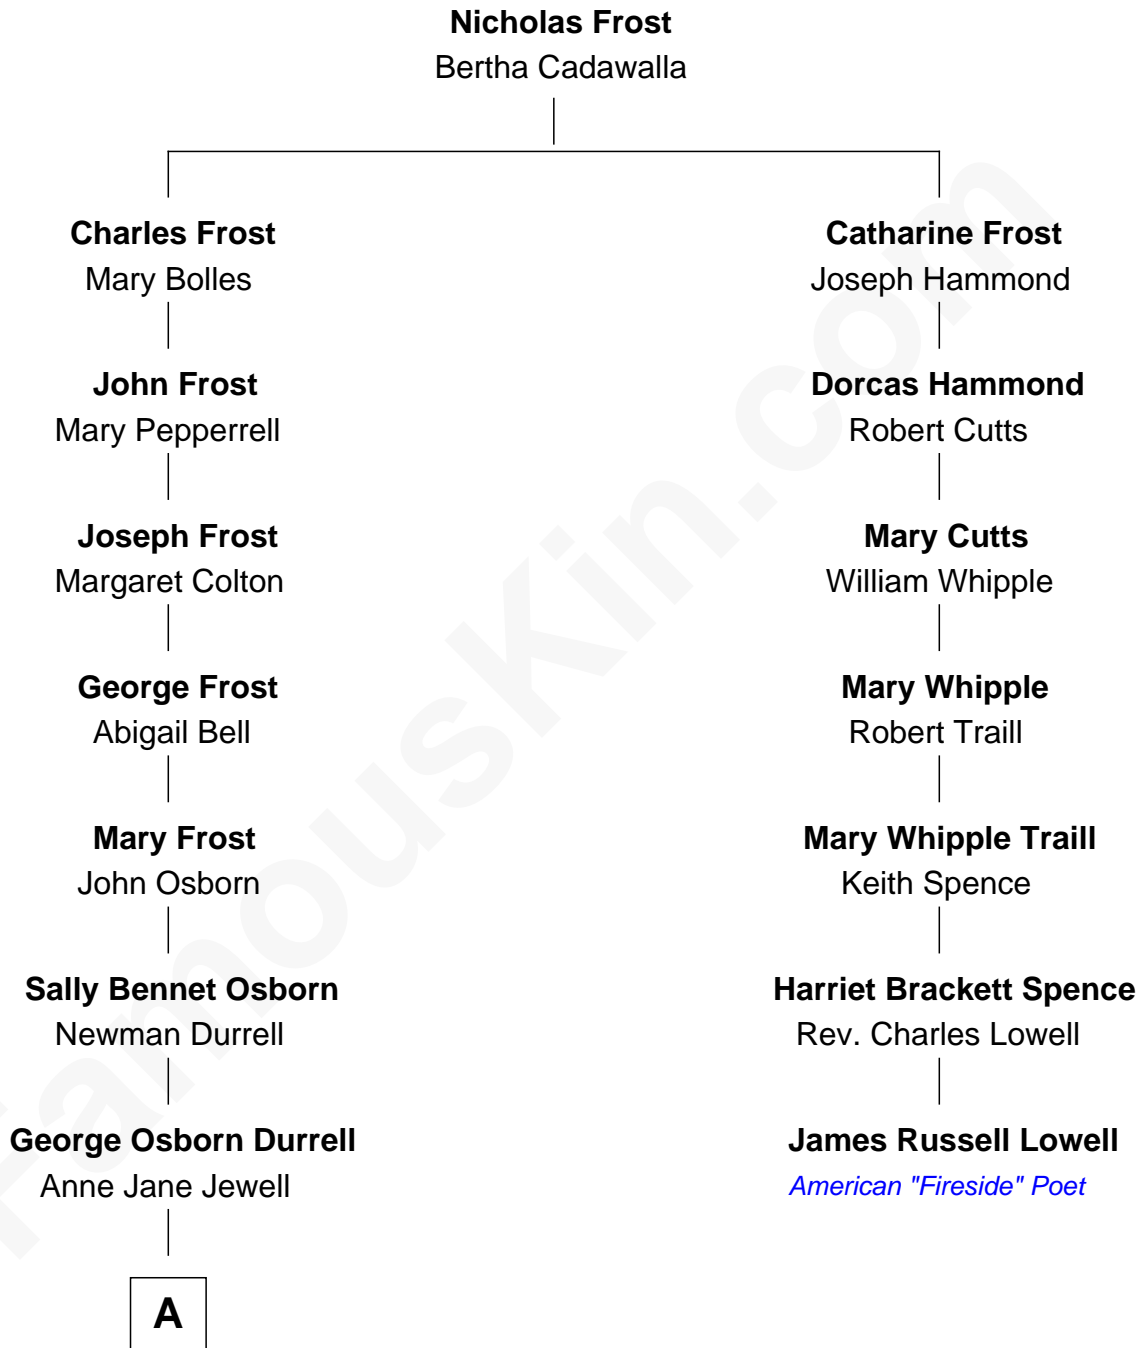 Nicholas Frost
Bertha Cadawalla
Charles Frost
Mary Bolles
Catharine Frost
Joseph Hammond
John Frost
Mary Pepperrell
Dorcas Hammond
Robert Cutts
Joseph Frost
Margaret Colton
Mary Cutts
William Whipple
George Frost
Abigail Bell
Mary Whipple
Robert Traill
Mary Frost
John Osborn
Mary Whipple Traill
Keith Spence
Sally Bennet Osborn
Newman Durrell
Harriet Brackett Spence
Rev. Charles Lowell
George Osborn Durrell
Anne Jane Jewell
James Russell Lowell
American "Fireside" Poet
A
FamousKin.com